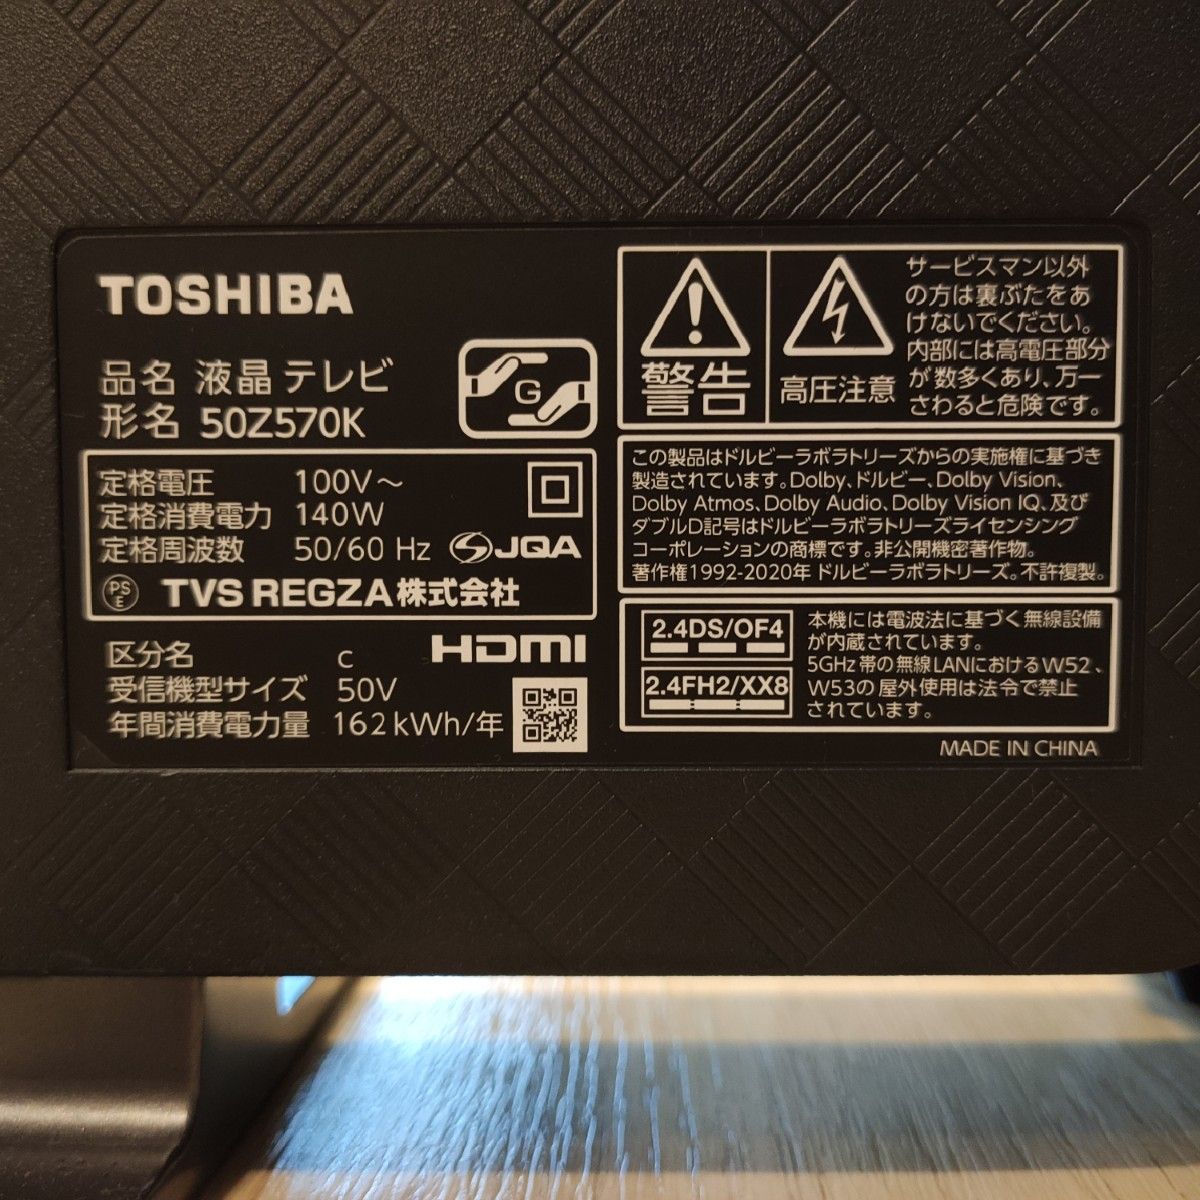 TOSHIBA
品名 液晶テレビ
形名 50Z570K
G
定格電圧 100V～
定格消費電力 140W
定格周波数 50/60 Hz JQA
PS
E
TVS REGZA株式会社
区分名 C
HDMI
受信機型サイズ 50V
年間消費電力量 162kWh/年
警告
高圧注意
サービスマン以外
の方は裏ぶたをあ
けないでください。
内部には高電圧部分
が数多くあり、万一
さわると危険です。
この製品はドルビーラボラトリーズからの実施権に基づき
製造されています。Dolby、ドルビー、Dolby Vision、
Dolby Atmos、Dolby Audio、Dolby Vision IQ、及び
ダブルD記号はドルビーラボラトリーズライセンシング
コーポレーションの商標です。非公開機密著作物。
著作権1992-2020年 ドルビーラボラトリーズ。不許複製。
2.4DS/OF4
2.4FH2/XX8
本機には電波法に基づく無線設備
が内蔵されています。
5GHz帯の無線LANにおけるW52、
W53の屋外使用は法令で禁止
されています。
MADE IN CHINA